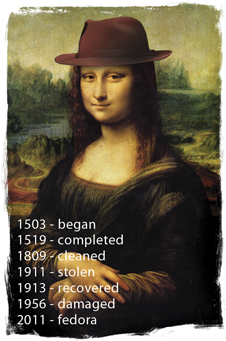 1503 - began
1519 - completed
1809 - cleaned
1911 - stolen
1913 - recovered
1956 - damaged
2011 - fedora